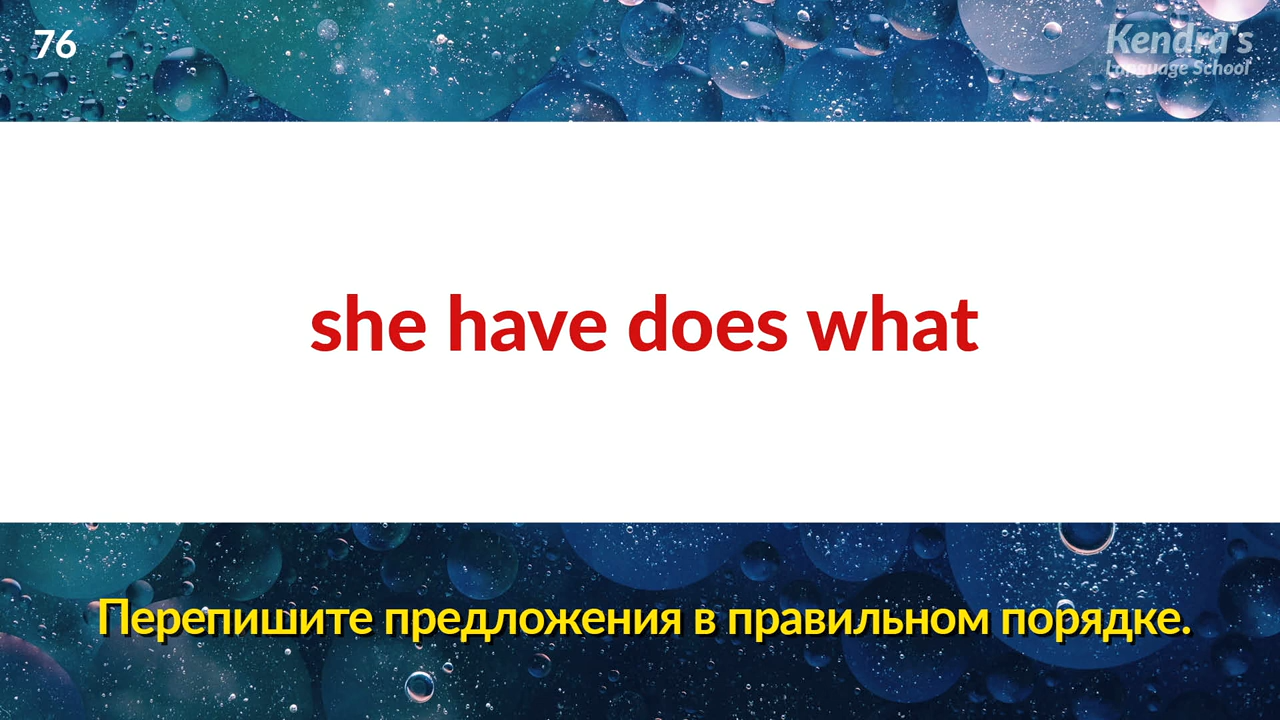 76
Kendra's
Language School
she have does what
Перепишите предложения в правильном порядке.